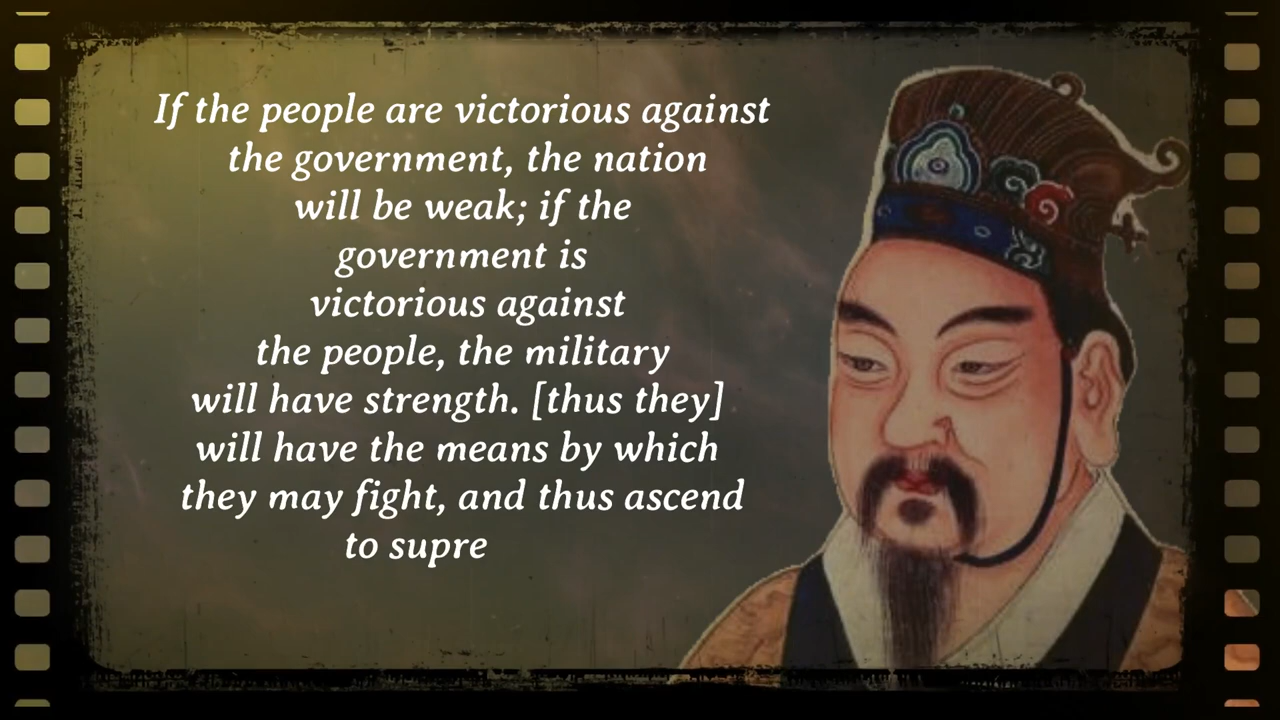 If the people are victorious against
the government, the nation
will be weak; if the
government is
victorious against
the people, the military
will have strength. [thus they]
will have the means by which
they may fight, and thus ascend
to supre